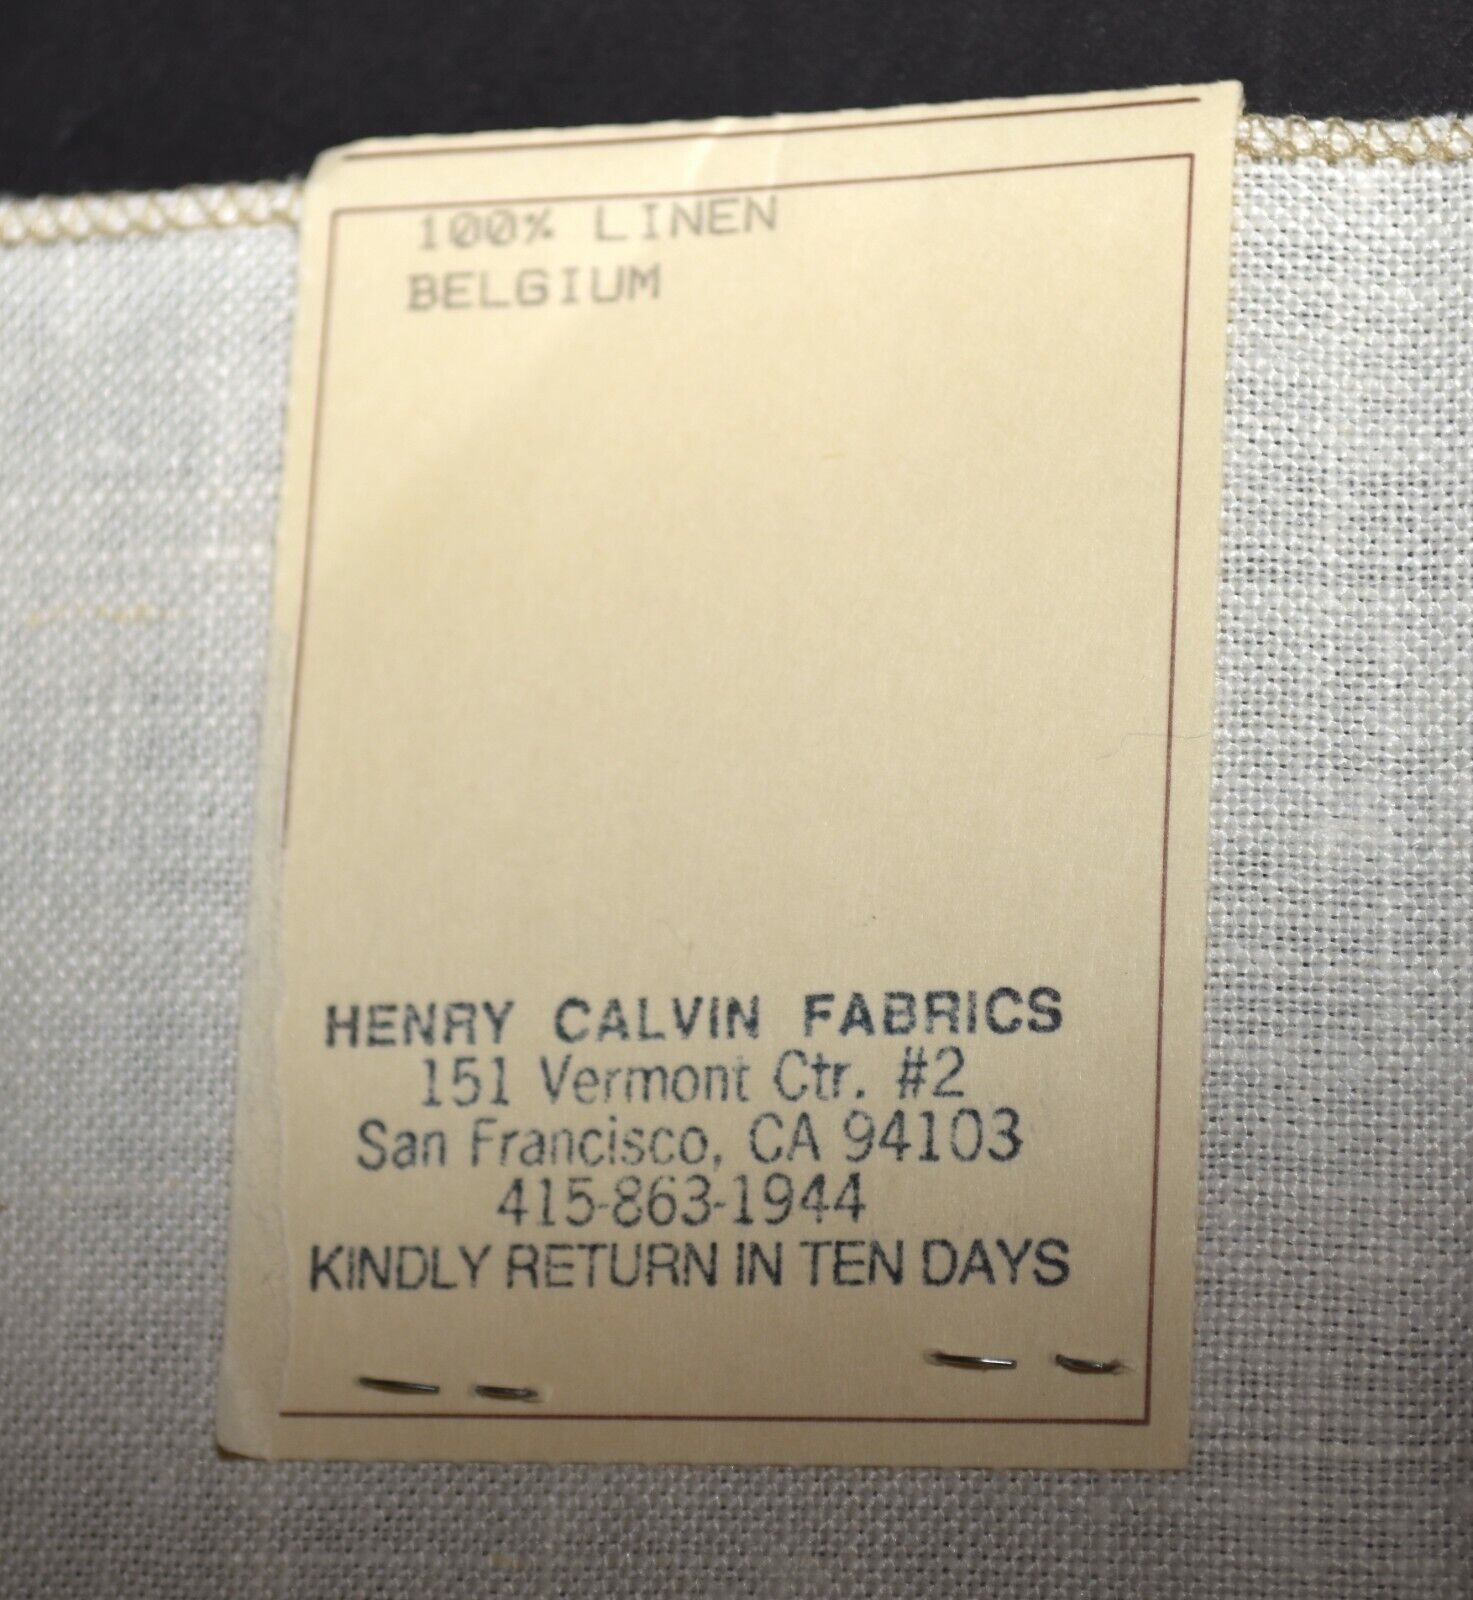 100% LINEN
BELGIUM
HENRY CALVIN FABRICS
151 Vermont Ctr. #2
San Francisco, CA 94103
415-863-1944
KINDLY RETURN IN TEN DAYS